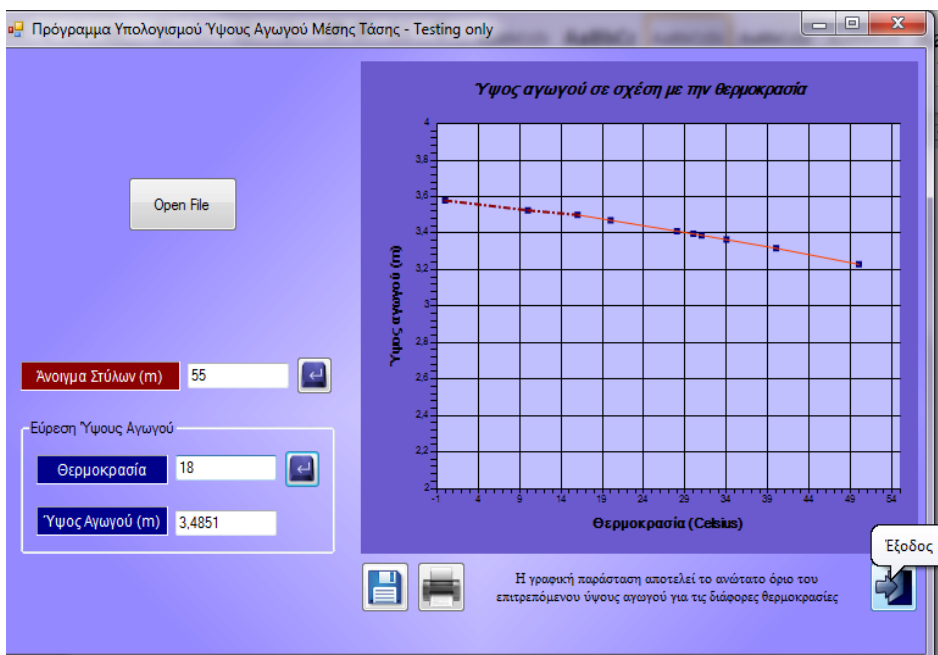 Πρόγραμμα Υπολογισμού Ύψους Αγωγού Μέσης Τάσης - Testing only
X
Open File
Άνοιγμα Στύλων (m)
55
Εύρεση Ύψους Αγωγού
Θερμοκρασία
18
Ύψος Αγωγού (m)
3,4851
Ύψος αγωγού σε σχέση με την θερμοκρασία
4
3,8
3,6
3,4
3,2
3
2,8
2,6
2,4
2,2
2
Ύψος αγωγού (m)
-1 4 9 14 19 24 29 34 39 44 49 54
Θερμοκρασία (Celsius)
Έξοδος
Η γραφική παράσταση αποτελεί το ανώτατο όριο του
επιτρεπόμενου ύψους αγωγού για τις διάφορες θερμοκρασίες